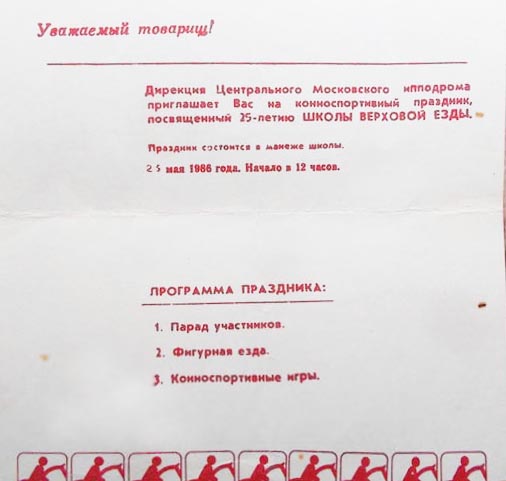 Уважаемый товарищ!
Дирекция Центрального Московского ипподрома
приглашает Вас на конноспортивный праздник,
посвященный 25-летию ШКОЛЫ ВЕРХОВОЙ ЕЗДЫ.
Праздник состоится в манеже школы.
25 мая 1986 года. Начало в 12 часов.
ПРОГРАММА ПРАЗДНИКА:
1. Парад участников.
2. Фигурная езда.
3. Конноспортивные игры.